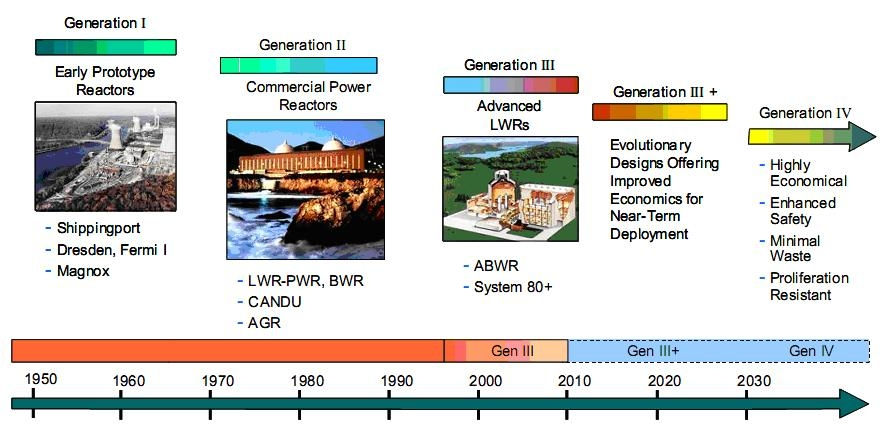 Generation I
Early Prototype
Reactors
- Shippingport
- Dresden, Fermi I
- Magnox
Generation II
Commercial Power
Reactors
- LWR-PWR, BWR
- CANDU
- AGR
Generation III
Advanced
LWRs
- ABWR
- System 80+
Generation III +
Evolutionary
Designs Offering
Improved
Economics for
Near-Term
Deployment
Generation IV
- Highly
Economical
- Enhanced
Safety
- Minimal
Waste
- Proliferation
Resistant
Gen III
Gen III+
Gen IV
1950
1960
1970
1980
1990
2000
2010
2020
2030